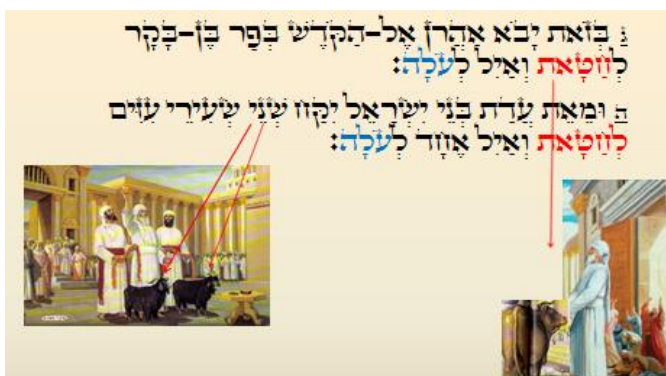 ג בְּזֹאת יָבֹא אַהֲרֹן אֶל-הַקֹּדֶשׁ בְּפַר בֶּן-בָּקָר
לְחַטָּאת וְאַיִל לְעֹלָה:
ה וּמֵאֵת עֲדַת בְּנֵי יִשְׂרָאֵל יִקַּח שְׁנֵי שְׂעִירֵי עִזִּים
לְחַטָּאת וְאַיִל אֶחָד לְעֹלָה: